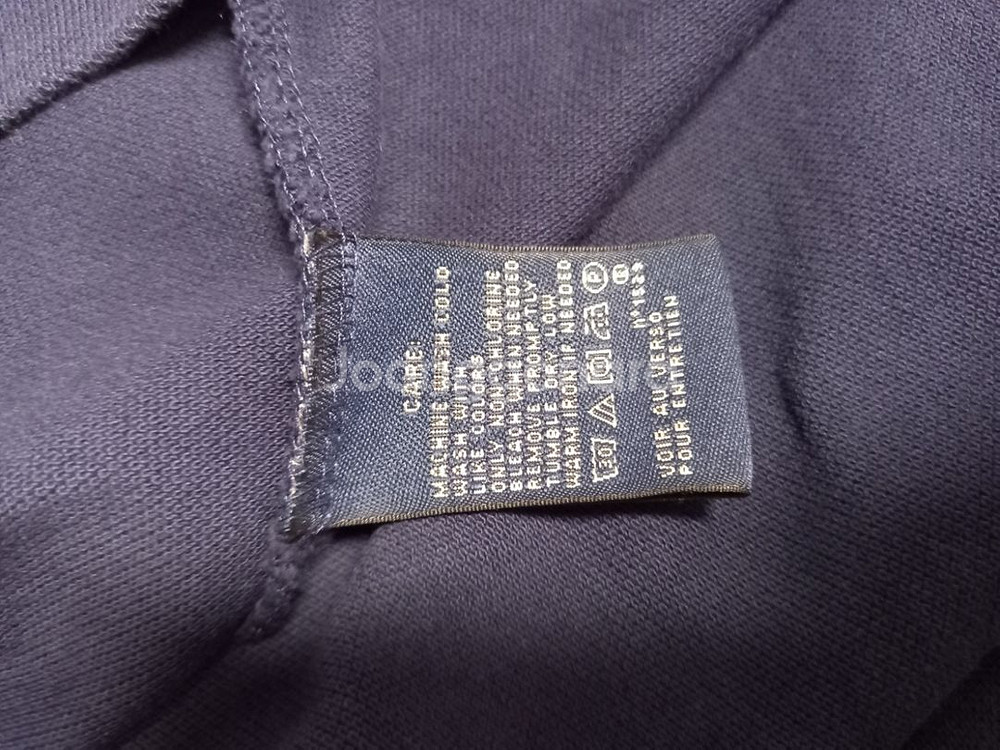 CARE:
MACHINE WASH COLD
WASH WITH
LIKE COLORS
ONLY NON-CHLORINE
BLEACH WHEN NEEDED
REMOVE PROMPTLY
TUMBLE DRY LOW
WARM IRON IF NEEDED
30 P
VOIR AU VERSO
POUR ENTRETIEN